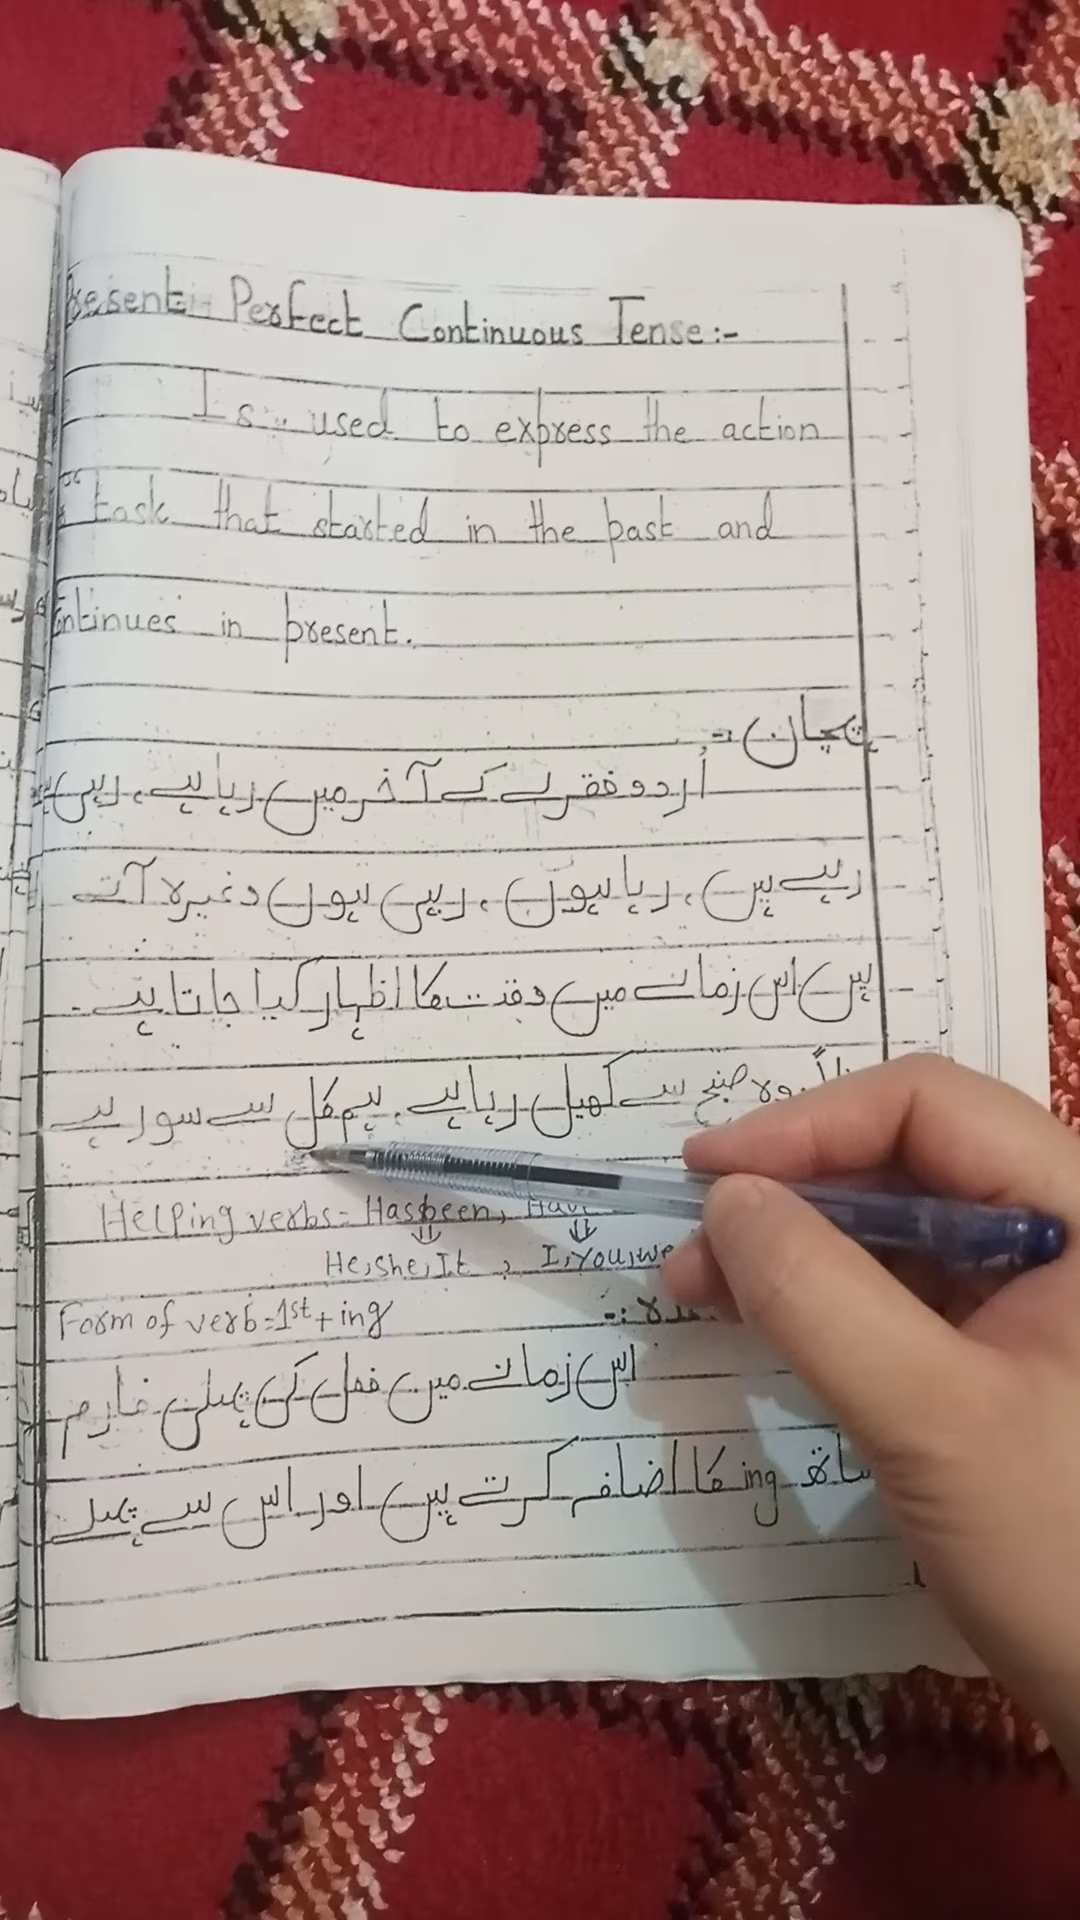 Present Perfect Continuous Tense:-
Is used to express the action
or task that started in the past and
continues in present.
پہچان :-
اُردو فقرے کے آخر میں رہا ہے ، رہی ہے
رہے ہیں ، رہا ہوں ، رہی ہوں وغیرہ آتے
ہیں اس زمانے میں وقت کا اظہار کیا جاتا ہے -
وہ صبح سے کھیل رہا ہے ۔ ہم کل سے سو رہے
Helping verbs = Has been, Have
He, she, It , I, You, we
Form of verb = 1st + ing
اس زمانے میں فعل کی پہلی فارم
ساتھ ing کا اضافہ کرتے ہیں اور اس سے پہلے